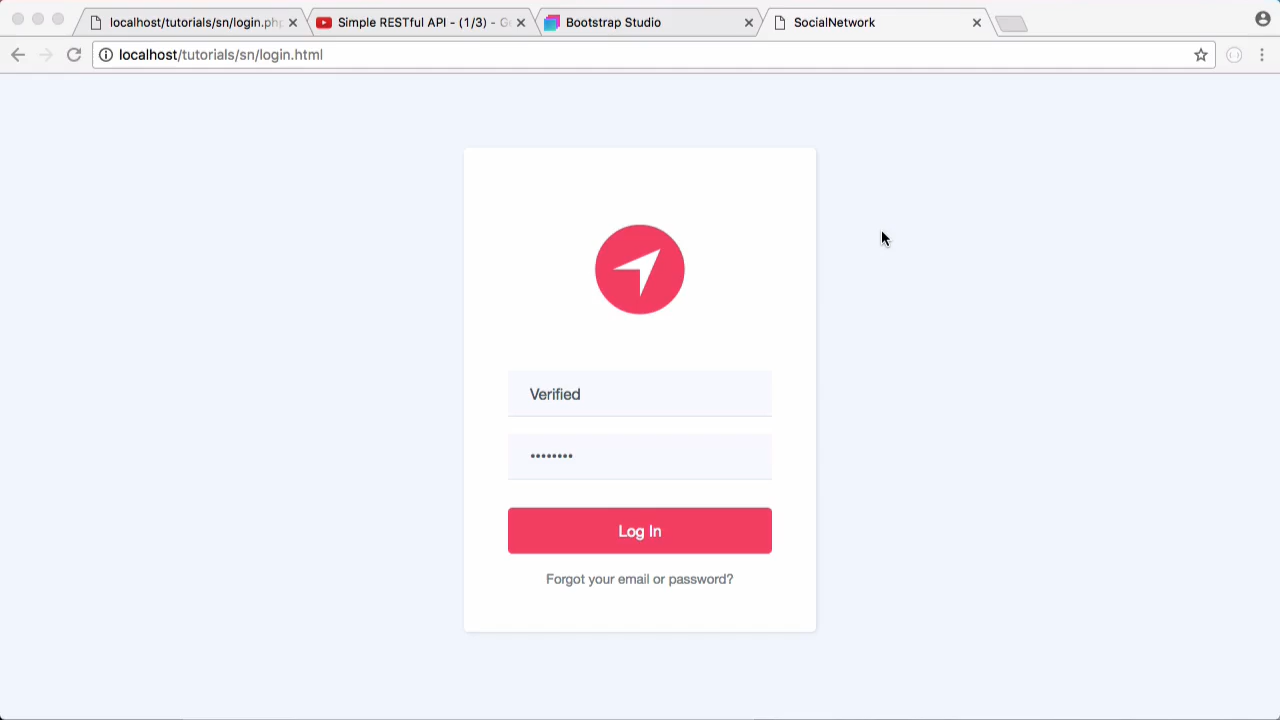 localhost/tutorials/sn/login.ph
Simple RESTful API - (1/3) - G
Bootstrap Studio
SocialNetwork
localhost/tutorials/sn/login.html
Verified
••••••••
Log In
Forgot your email or password?